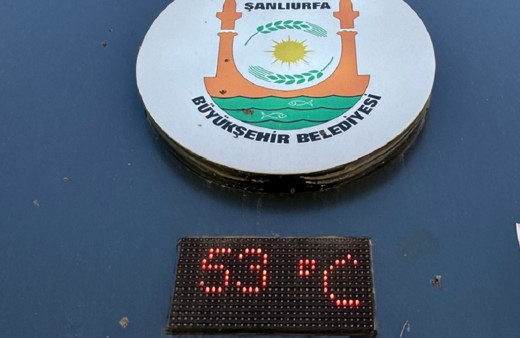 ŞANLIURFA
BÜYÜKŞEHİR BELEDİYESİ
53 °C